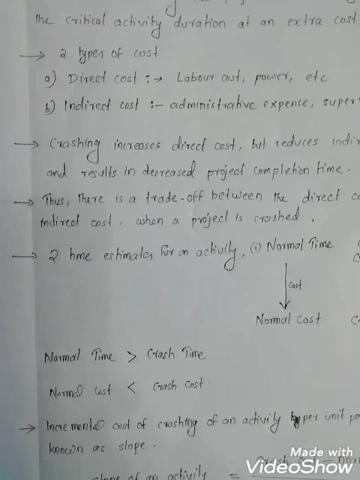 the critical activity duration at an extra cost
→ 2 types of cost
a) Direct cost :→ Labour cost, power, etc
b) Indirect cost :- administrative expense,
→ Crashing increases direct cost, but reduces
and results in decreased project completion time.
→ Thus, there is a trade-off between the direct
indirect cost, when a project is crashed.
→ 2 time estimates for an activity, (1) Normal Time
cost
Normal Cost
Normal Time > Crash Time
Normal cost < Crash cost.
→ Incremental cost of crashing of an activity per unit
known as slope.
slope of an activity =
Made with
VideoShow